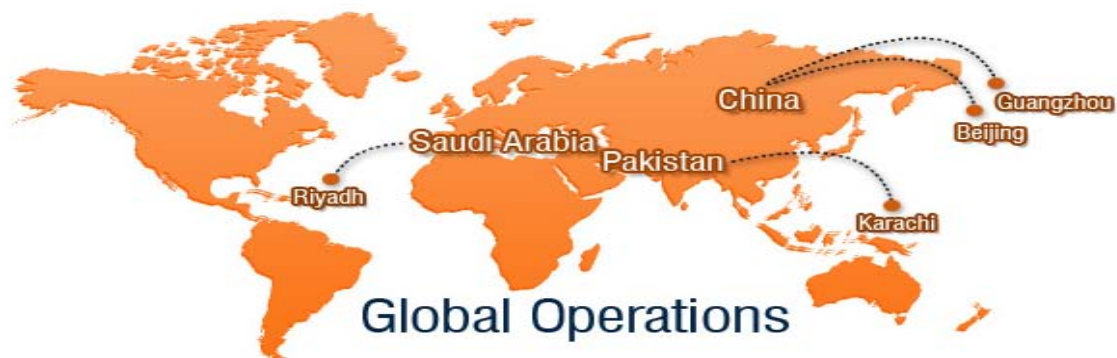 China
Guangzhou
Beijing
Saudi Arabia
Pakistan
Riyadh
Karachi
Global Operations